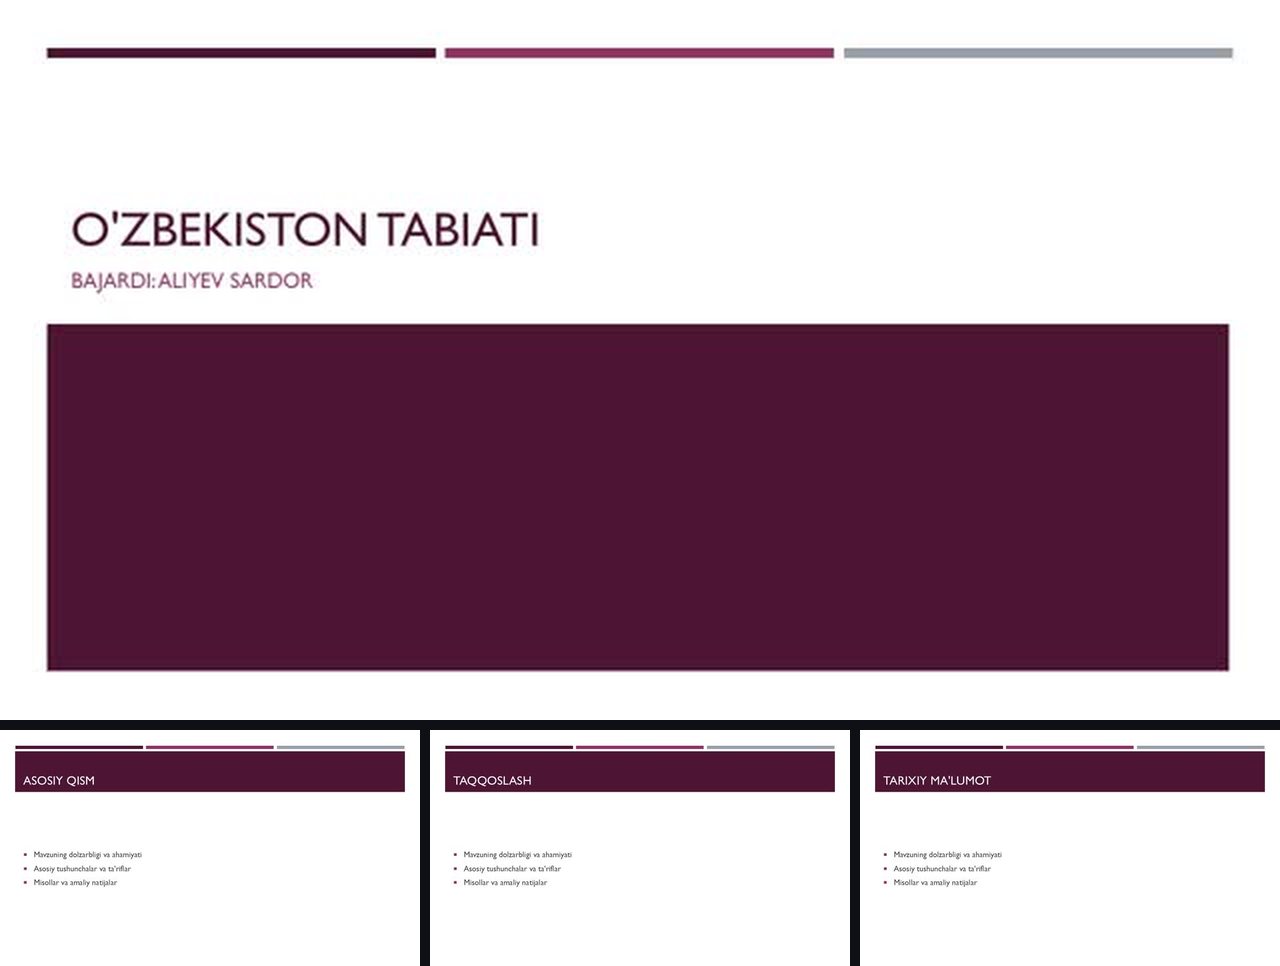 O'ZBEKISTON TABIATI
BAJARDI: ALIYEV SARDOR
ASOSIY QISM
Mavzuning dolzarbligi va ahamiyati
Asosiy tushunchalar va ta'riflar
Misollar va amaliy natijalar
TAQQOSLASH
Mavzuning dolzarbligi va ahamiyati
Asosiy tushunchalar va ta'riflar
Misollar va amaliy natijalar
TARIXIY MA'LUMOT
Mavzuning dolzarbligi va ahamiyati
Asosiy tushunchalar va ta'riflar
Misollar va amaliy natijalar